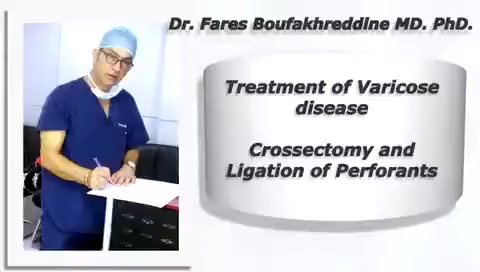 Dr. Fares Boufakhreddine MD. PhD.
Treatment of Varicose
disease
Crossectomy and
Ligation of Perforants